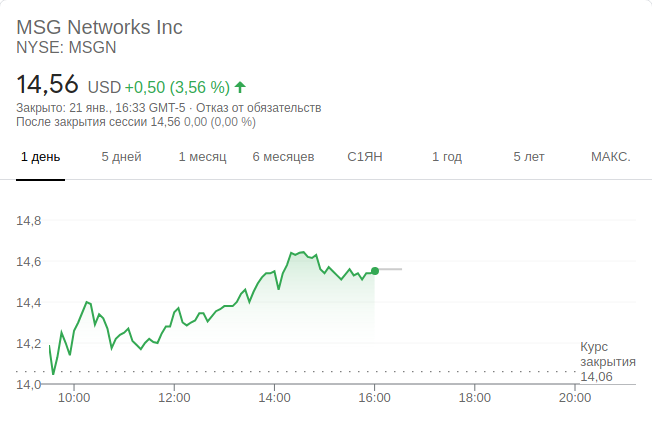 MSG Networks Inc
NYSE: MSGN
14,56 USD +0,50 (3,56 %)
Закрыто: 21 янв., 16:33 GMT-5 · Отказ от обязательств
После закрытия сессии 14,56 0,00 (0,00 %)
1 день 5 дней 1 месяц 6 месяцев С1ЯН 1 год 5 лет МАКС.
14,8
14,6
14,4
14,2
14,0
Курс
закрытия
14,06
10:00 12:00 14:00 16:00 18:00 20:00